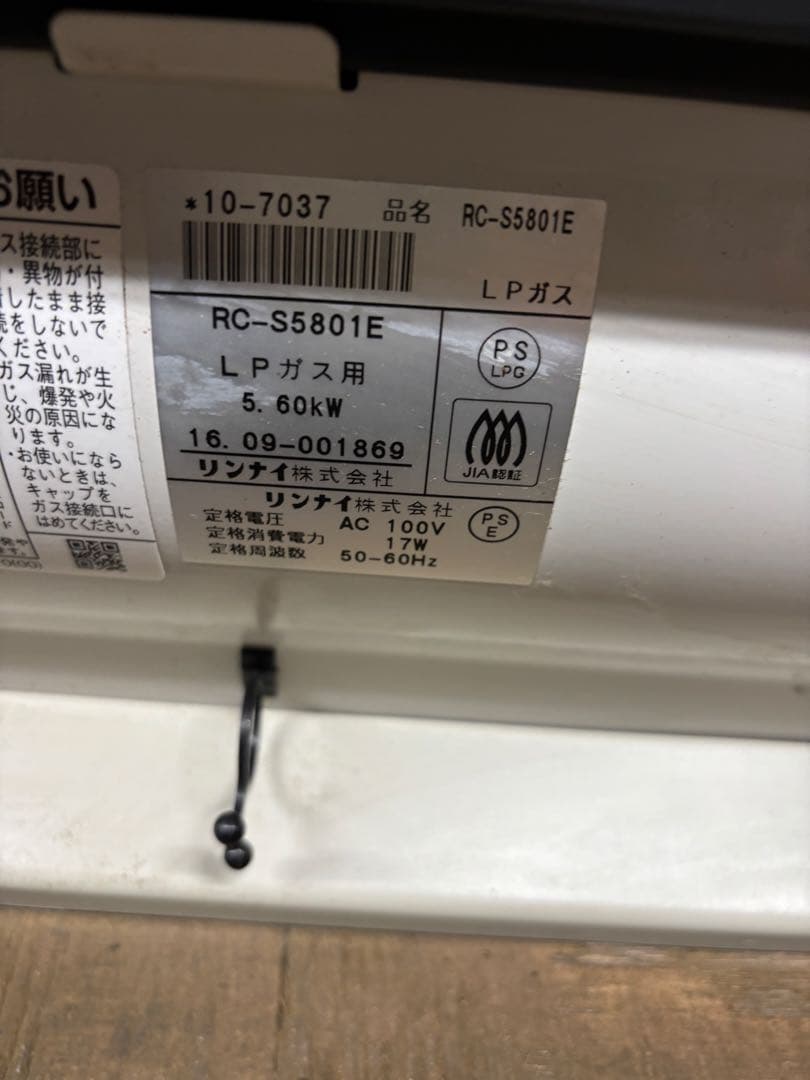 お願い
ス接続部に
・異物が付
したまま接
続をしないで
ください。
ガス漏れが生
じ、爆発や火
災の原因にな
ります。
・お使いになら
ないときは、
キャップを
ガス接続口に
はめてください。
*10-7037 品名 RC-S5801E
LPガス
RC-S5801E
LPガス用
5.60kW
16.09-001869
リンナイ株式会社
PS
LPG
JIA認証
リンナイ株式会社
定格電圧 AC 100V
定格消費電力 17W
定格周波数 50-60Hz
PS
E